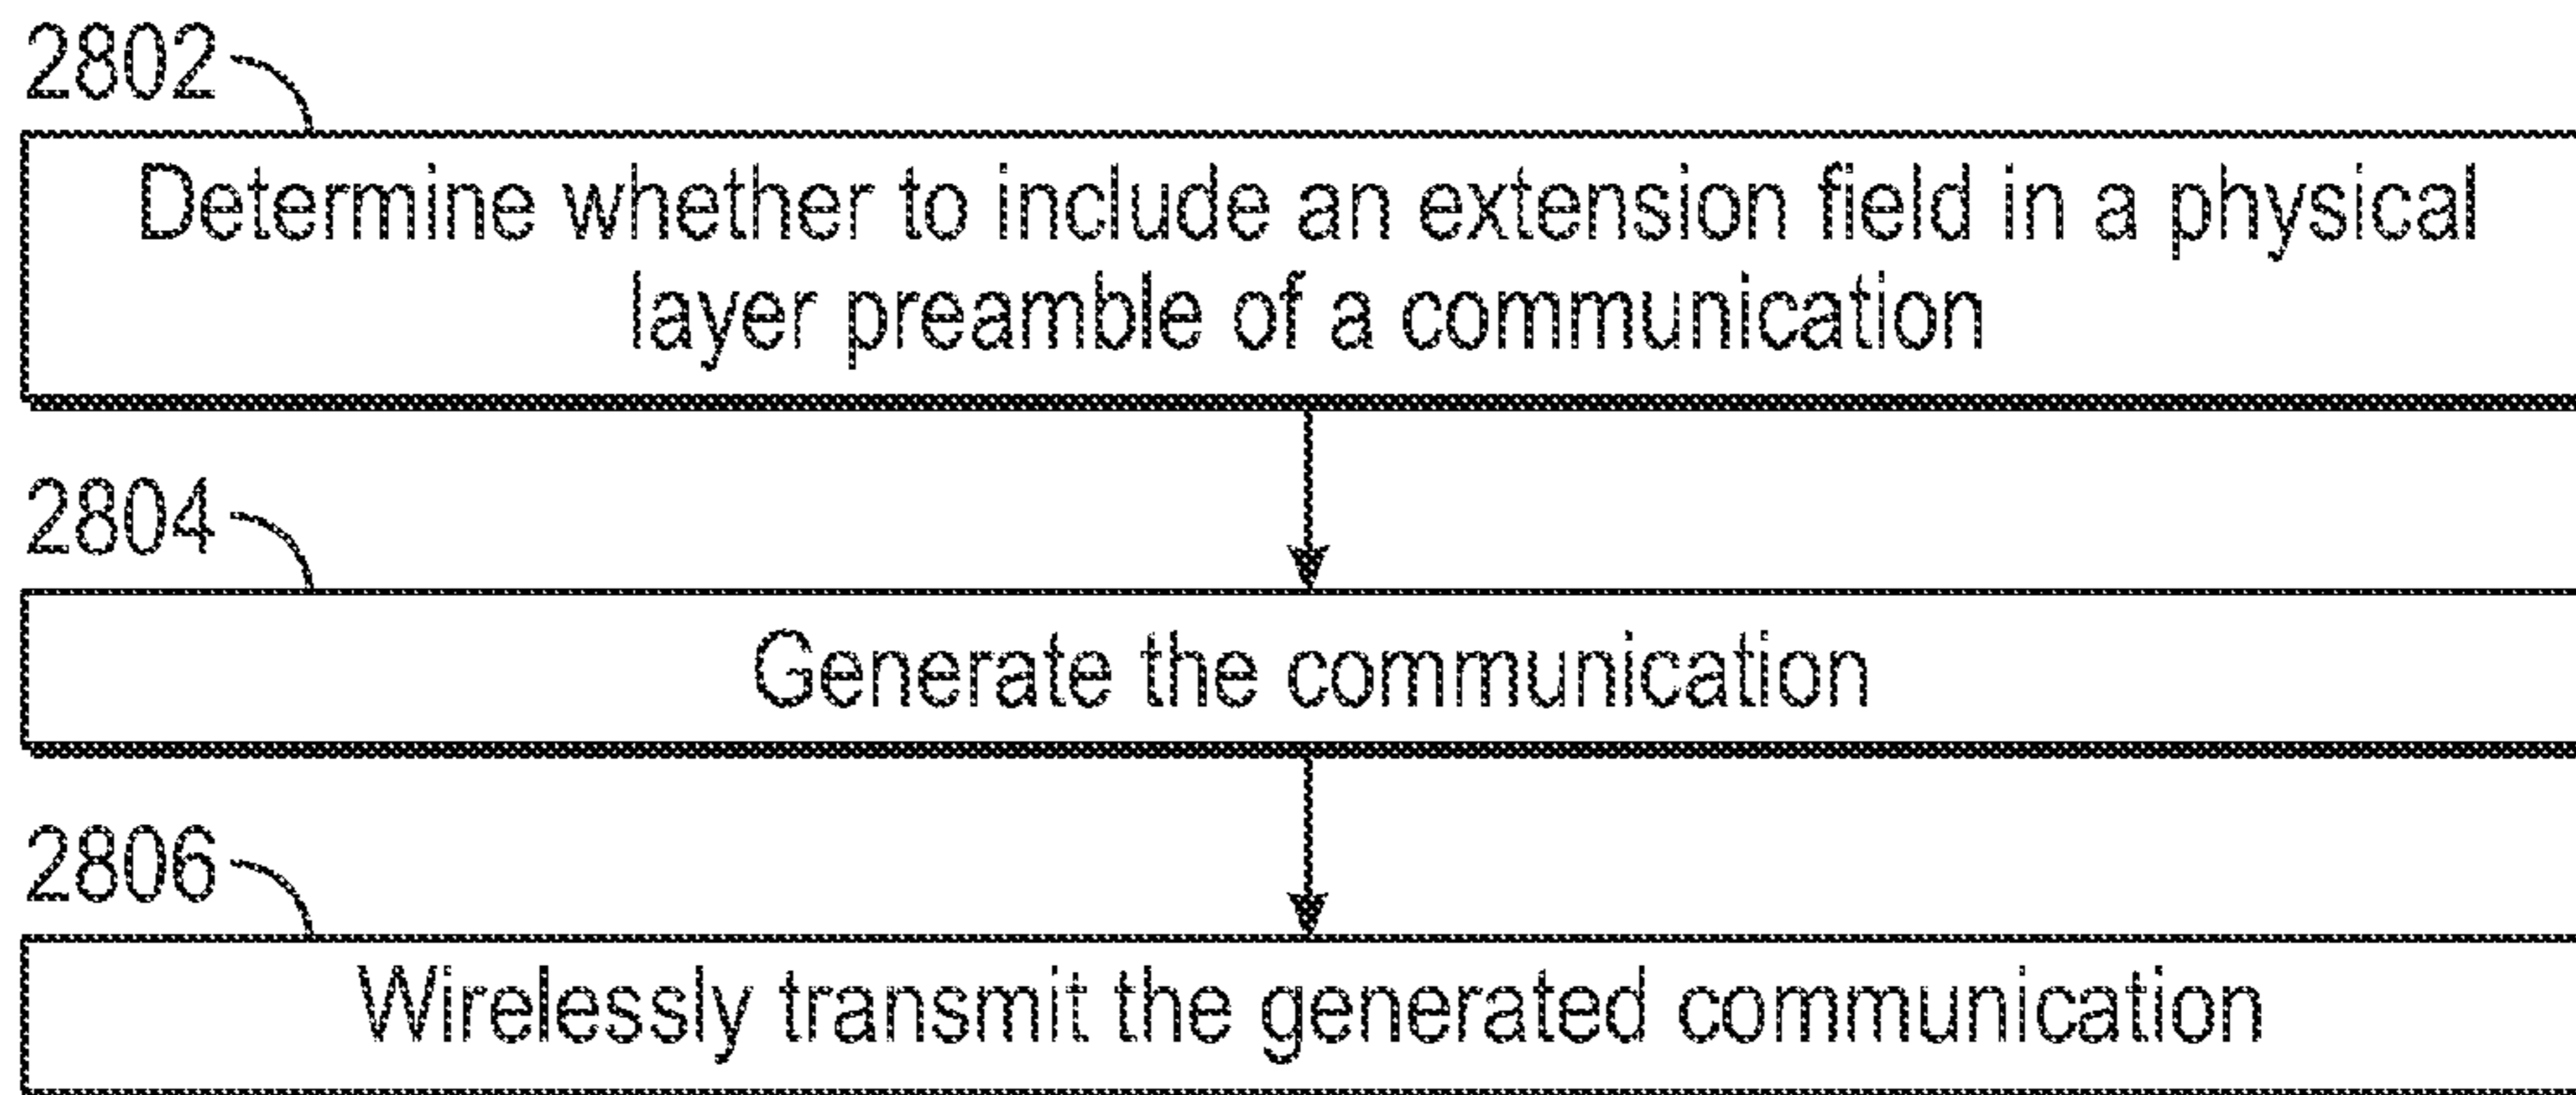 2802
Determine whether to include an extension field in a physical
layer preamble of a communication
2804
Generate the communication
2806
Wirelessly transmit the generated communication